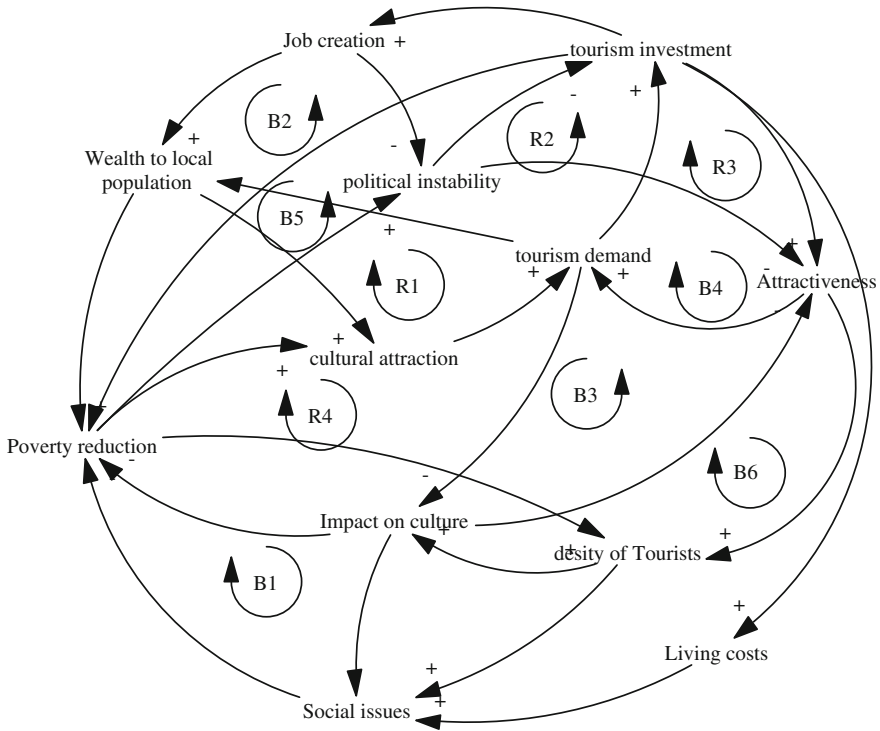 Job creation +
tourism investment
B2
+
-
+
R2
R3
-
Wealth to local
population
political instability
B5
+
tourism demand
+
+
+
R1
B4
-
Attractiveness
-
+
cultural attraction
+
R4
B3
+
Poverty reduction
-
-
B6
Impact on culture
+
+
desity of Tourists
+
B1
+
Living costs
+
Social issues
+